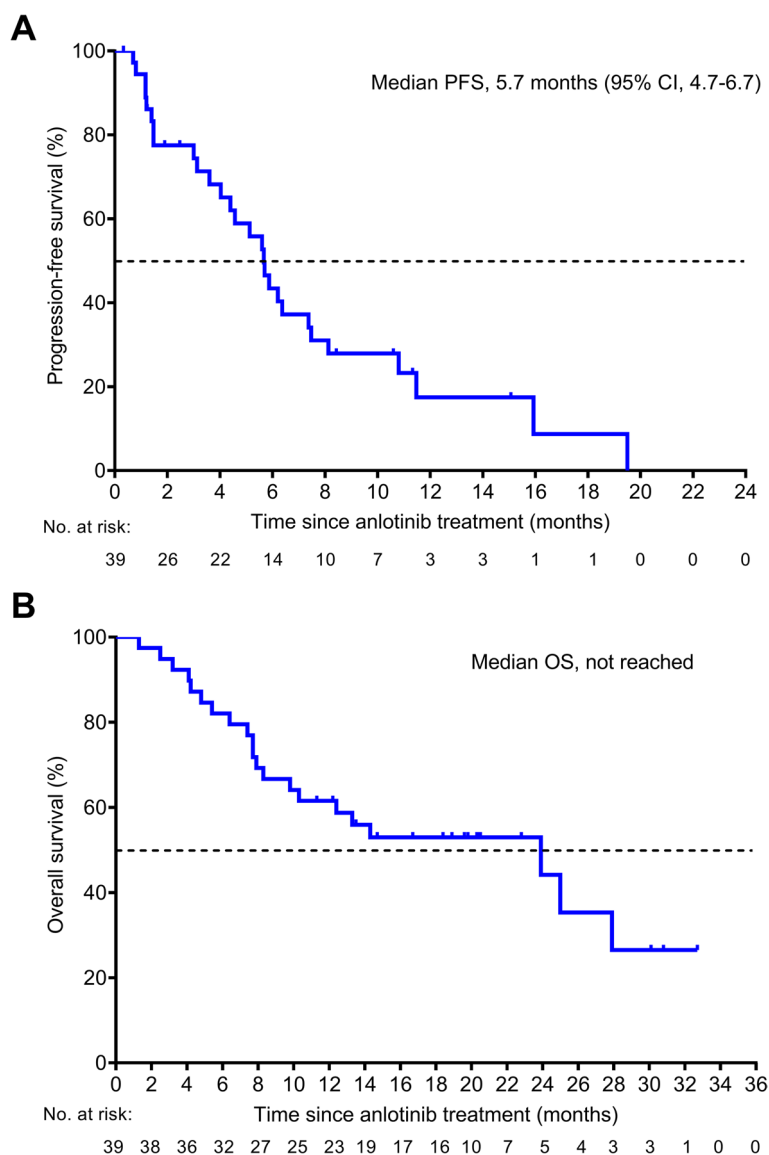 A
Median PFS, 5.7 months (95% CI, 4.7-6.7)
Progression-free survival (%)
100
80
60
40
20
0
0 2 4 6 8 10 12 14 16 18 20 22 24
Time since anlotinib treatment (months)
No. at risk:
39 26 22 14 10 7 3 3 1 1 0 0 0
B
Median OS, not reached
Overall survival (%)
100
80
60
40
20
0
0 2 4 6 8 10 12 14 16 18 20 22 24 26 28 30 32 34 36
Time since anlotinib treatment (months)
No. at risk:
39 38 36 32 27 25 23 19 17 16 10 7 5 4 3 3 1 0 0